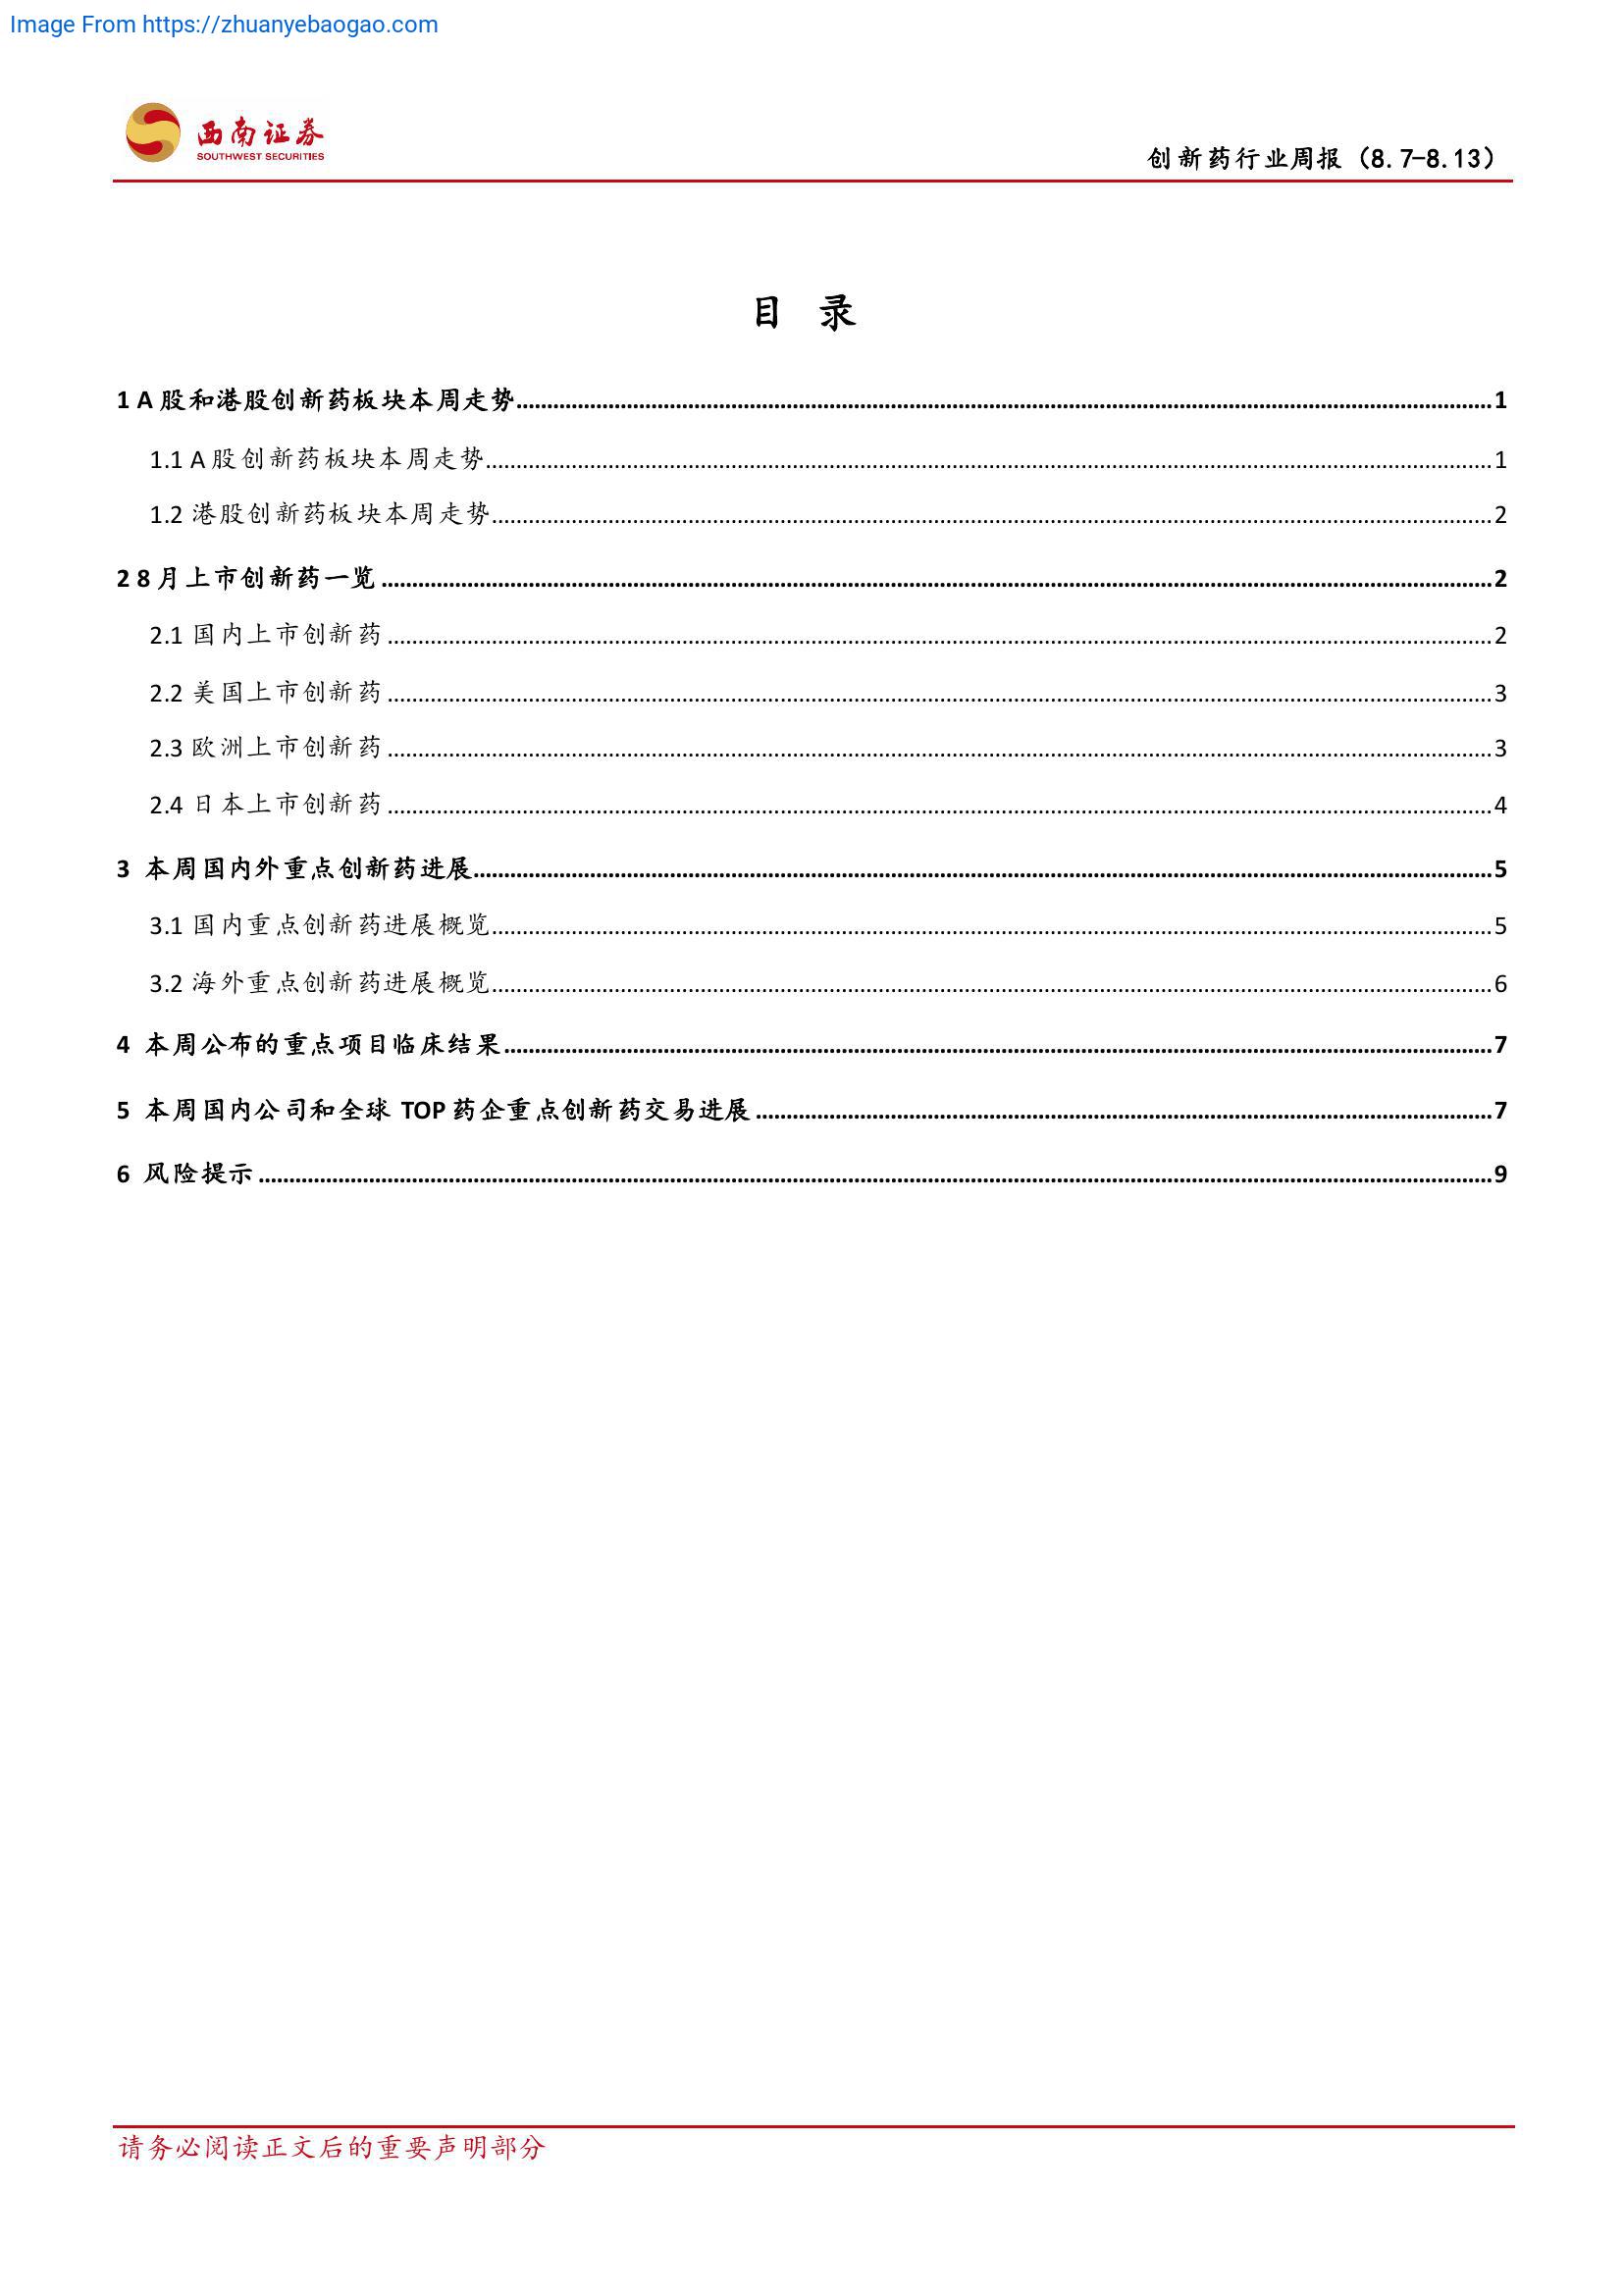 Image From https://zhuanyebaogao.com
西南证券
SOUTHWEST SECURITIES
创新药行业周报（8.7-8.13）
目 录
1 A 股和港股创新药板块本周走势 1
1.1 A 股创新药板块本周走势 1
1.2 港股创新药板块本周走势 2
2 8 月上市创新药一览 2
2.1 国内上市创新药 2
2.2 美国上市创新药 3
2.3 欧洲上市创新药 3
2.4 日本上市创新药 4
3 本周国内外重点创新药进展 5
3.1 国内重点创新药进展概览 5
3.2 海外重点创新药进展概览 6
4 本周公布的重点项目临床结果 7
5 本周国内公司和全球 TOP 药企重点创新药交易进展 7
6 风险提示 9
请务必阅读正文后的重要声明部分